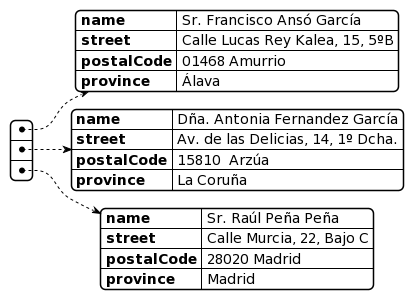 name Sr. Francisco Ansó García
street Calle Lucas Rey Kalea, 15, 5ºB
postalCode 01468 Amurrio
province Álava
name Dña. Antonia Fernandez García
street Av. de las Delicias, 14, 1º Dcha.
postalCode 15810  Arzúa
province La Coruña
name Sr. Raúl Peña Peña
street Calle Murcia, 22, Bajo C
postalCode 28020 Madrid
province Madrid